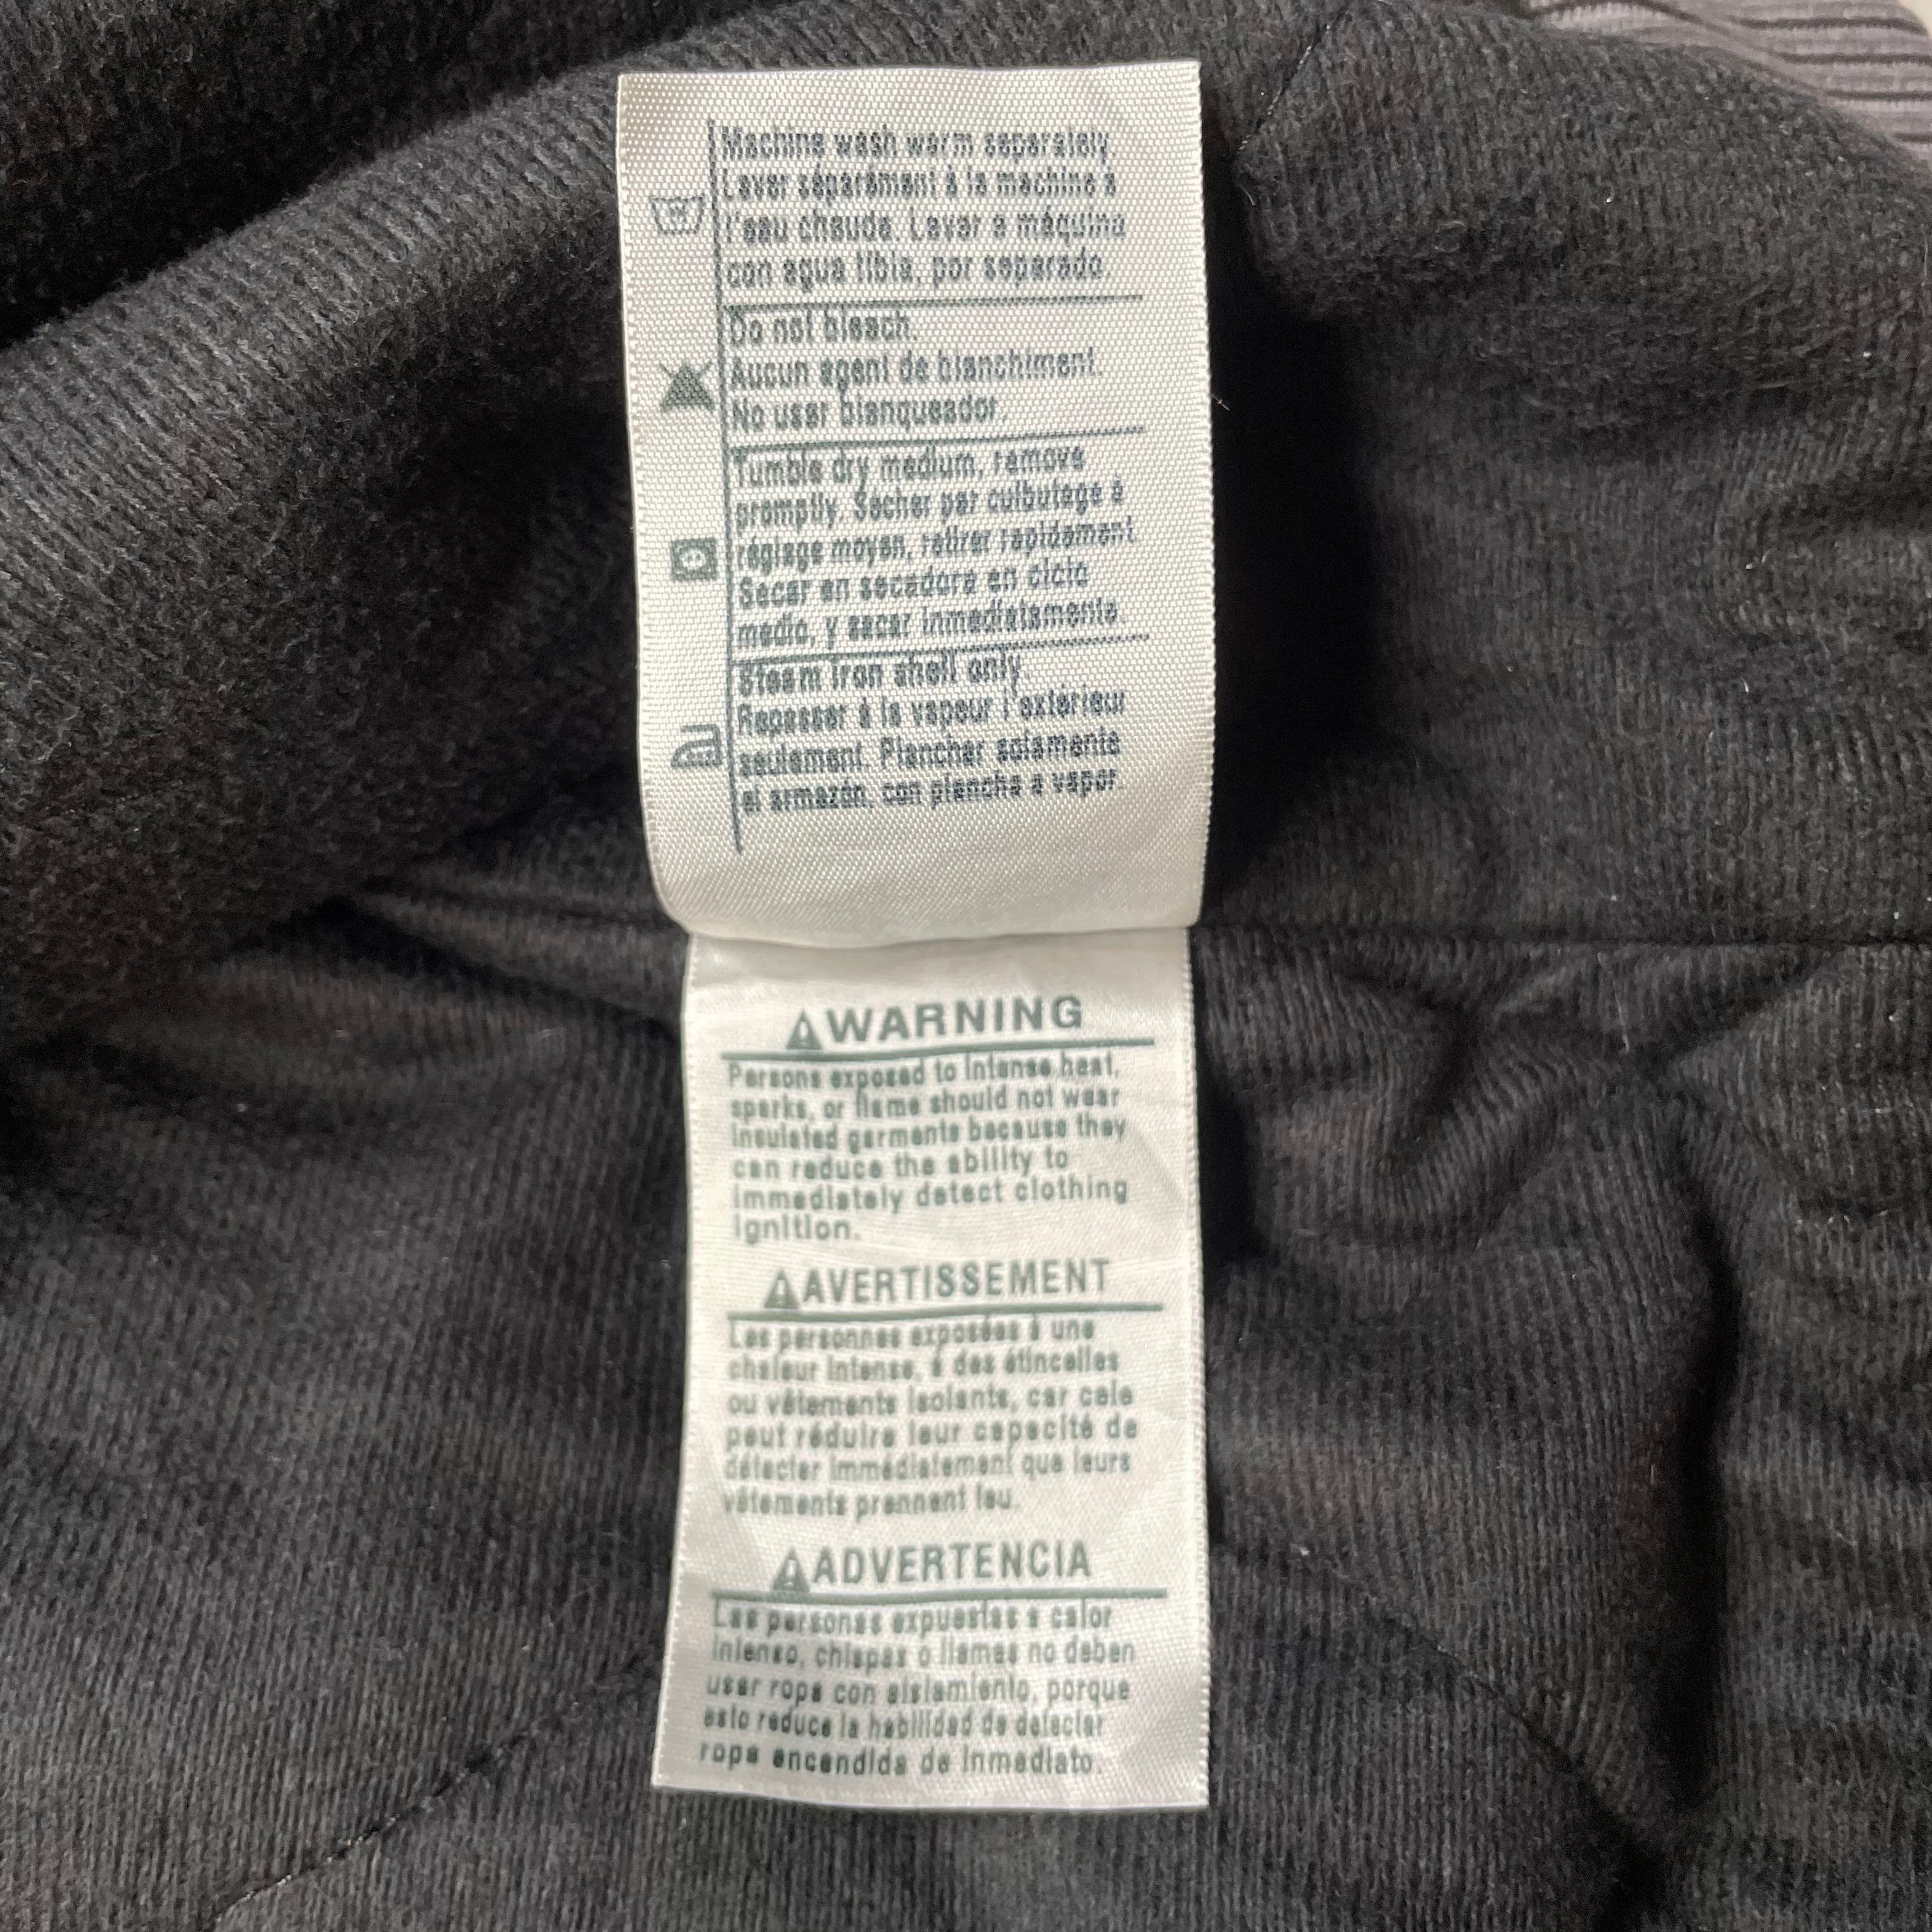 Machine wash warm separately
Laver séparément à la machine à
l'eau chaude. Lavar a máquina
con agua tibia, por separado.
Do not bleach.
Aucun agent de blanchiment.
No usar blanqueador.
Tumble dry medium, remove
promptly. Sécher par culbutage à
réglage moyen, retirer rapidement
Secar en secadora en ciclo
medio, y sacar inmediatamente.
Steam Iron shell only.
Repasser à la vapeur l'extérieur
seulement. Planchar solamente
el armazón, con plancha a vapor.
WARNING
Persons exposed to intense heat,
sparks, or flame should not wear
insulated garments because they
can reduce the ability to
immediately detect clothing
ignition.
AVERTISSEMENT
Les personnes exposées à une
chaleur intense, à des étincelles
ou vêtements isolants, car cela
peut réduire leur capacité de
détecter immédiatement que leurs
vêtements prennent feu.
ADVERTENCIA
Las personas expuestas a calor
intenso, chispas o llamas no deben
usar ropa con aislamiento, porque
esto reduce la habilidad de detectar
ropa encendida de inmediato.